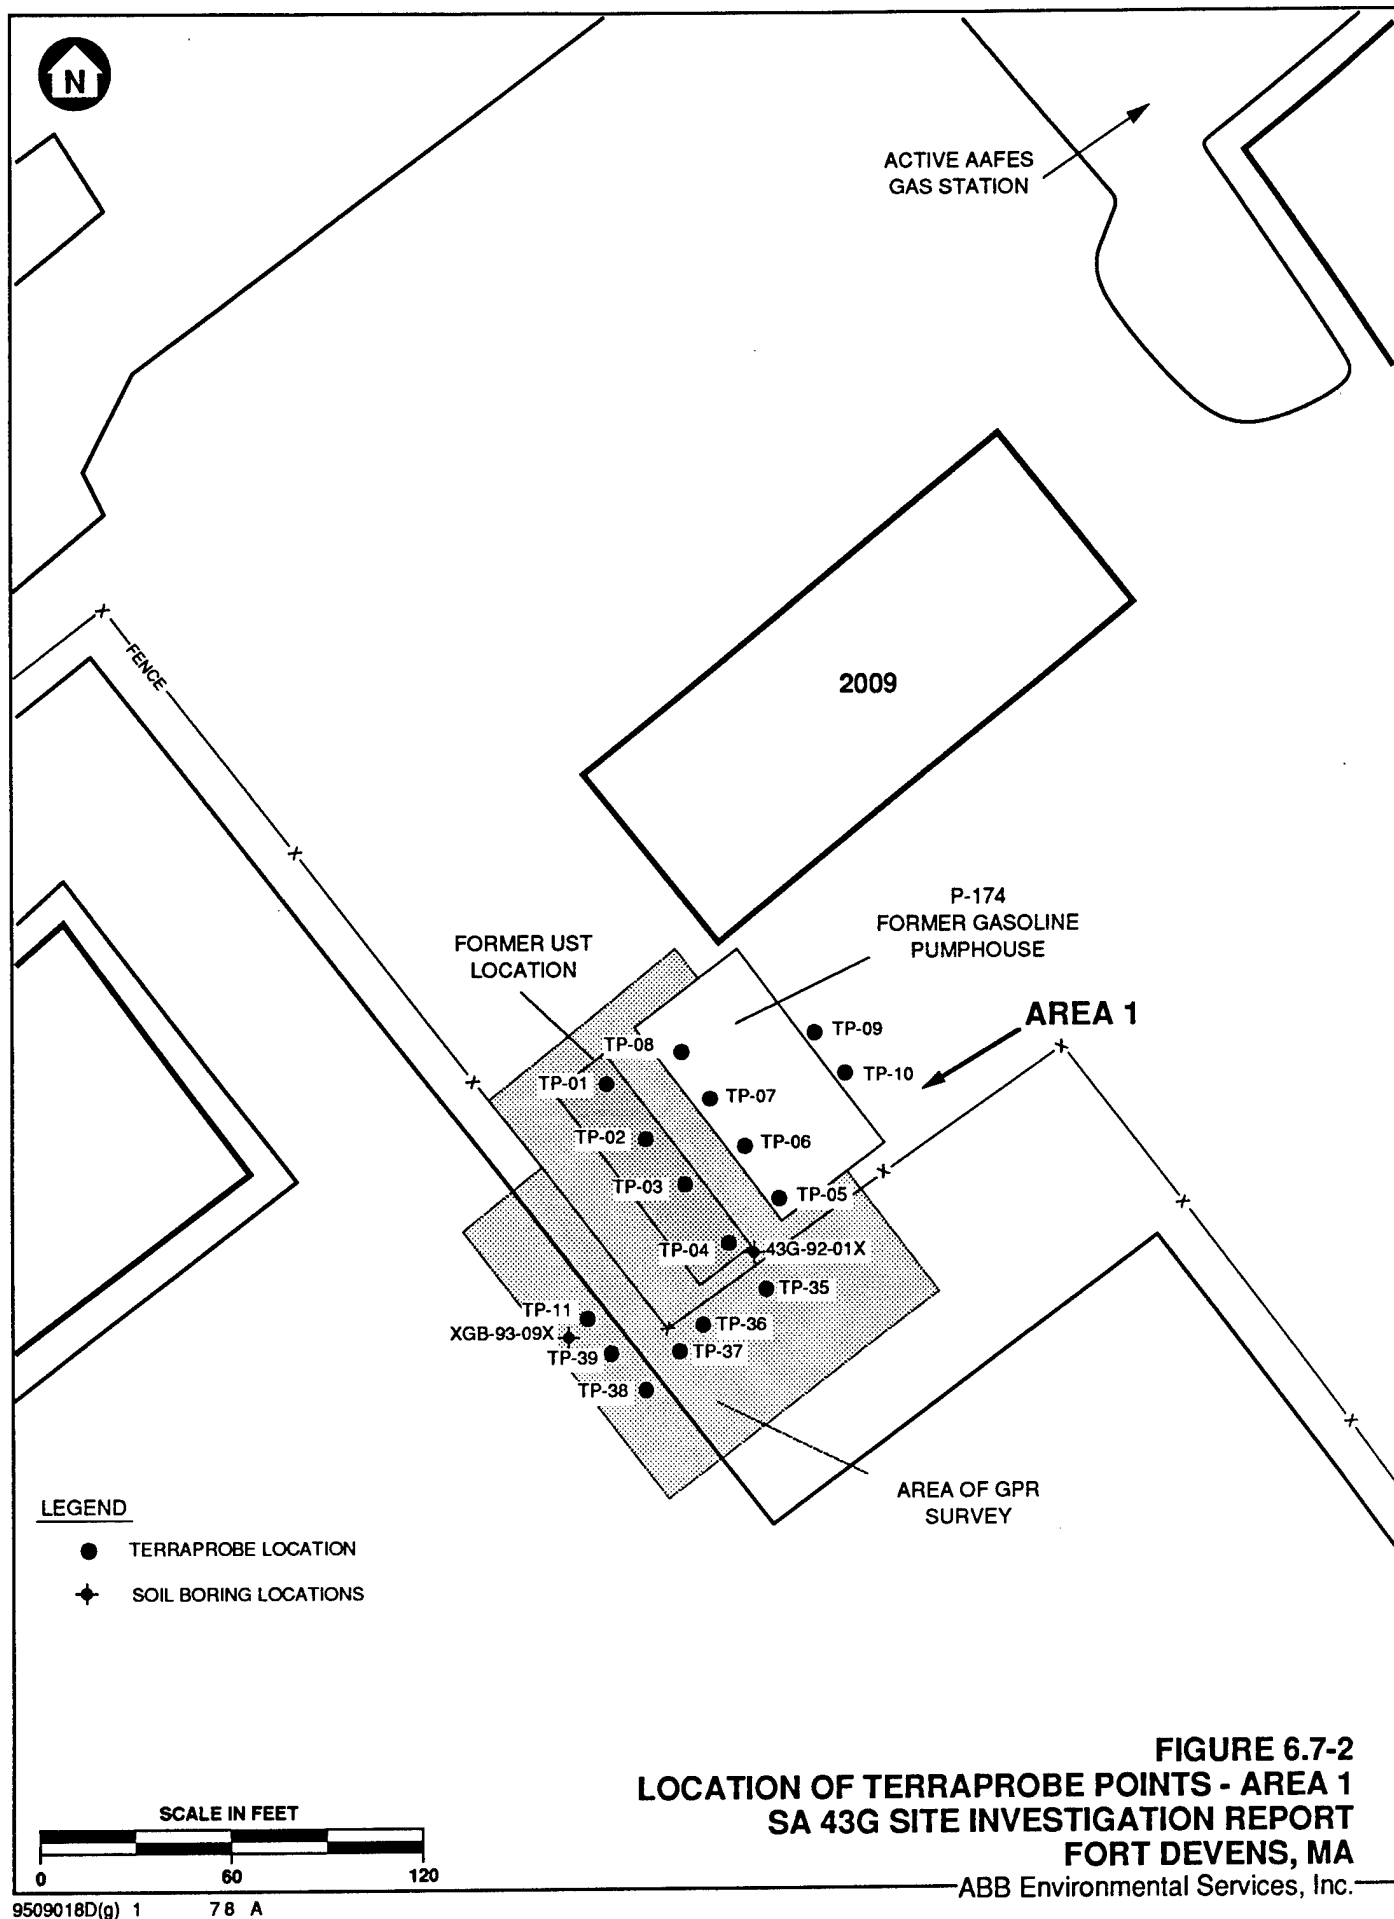 N
ACTIVE AAFES
GAS STATION
FENCE
2009
P-174
FORMER GASOLINE
PUMPHOUSE
FORMER UST
LOCATION
AREA 1
TP-09
TP-08
TP-10
TP-01
TP-07
TP-02
TP-06
TP-03
TP-05
TP-04
43G-92-01X
TP-35
TP-11
TP-36
XGB-93-09X
TP-39
TP-37
TP-38
AREA OF GPR
SURVEY
LEGEND
TERRAPROBE LOCATION
SOIL BORING LOCATIONS
SCALE IN FEET
0 60 120
FIGURE 6.7-2
LOCATION OF TERRAPROBE POINTS - AREA 1
SA 43G SITE INVESTIGATION REPORT
FORT DEVENS, MA
ABB Environmental Services, Inc.
9509018D(g) 1 7 8 A